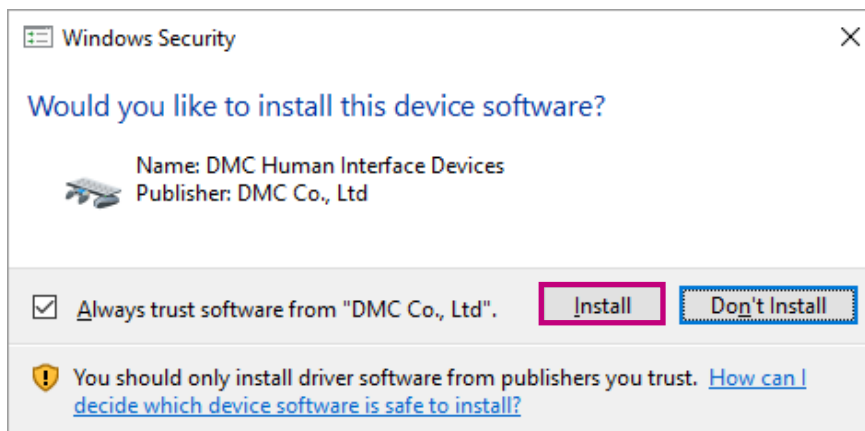 Windows Security
Would you like to install this device software?
Name: DMC Human Interface Devices
Publisher: DMC Co., Ltd
Always trust software from "DMC Co., Ltd".
Install
Don't Install
You should only install driver software from publishers you trust. How can I
decide which device software is safe to install?